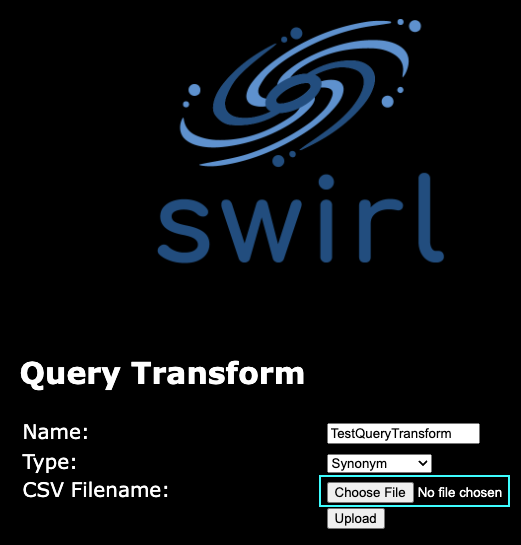 swirl
Query Transform
Name: TestQueryTransform
Type: Synonym
CSV Filename: Choose File No file chosen
Upload